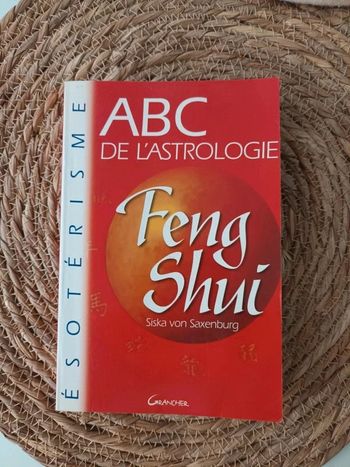 ABC
DE L'ASTROLOGIE
Feng
Shui
Siska von Saxenburg
ÉSOTÉRISME
GRANCHER